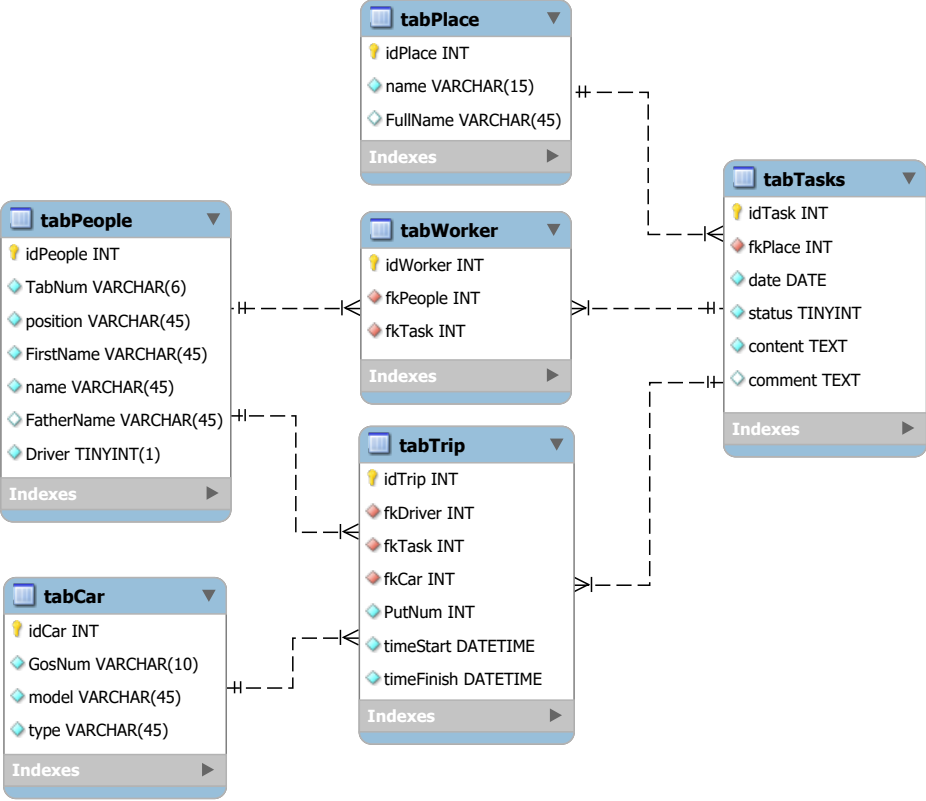 tabPlace
idPlace INT
name VARCHAR(15)
FullName VARCHAR(45)
Indexes
tabPeople
idPeople INT
TabNum VARCHAR(6)
position VARCHAR(45)
FirstName VARCHAR(45)
name VARCHAR(45)
FatherName VARCHAR(45)
Driver TINYINT(1)
Indexes
tabWorker
idWorker INT
fkPeople INT
fkTask INT
Indexes
tabTasks
idTask INT
fkPlace INT
date DATE
status TINYINT
content TEXT
comment TEXT
Indexes
tabTrip
idTrip INT
fkDriver INT
fkTask INT
fkCar INT
PutNum INT
timeStart DATETIME
timeFinish DATETIME
Indexes
tabCar
idCar INT
GosNum VARCHAR(10)
model VARCHAR(45)
type VARCHAR(45)
Indexes